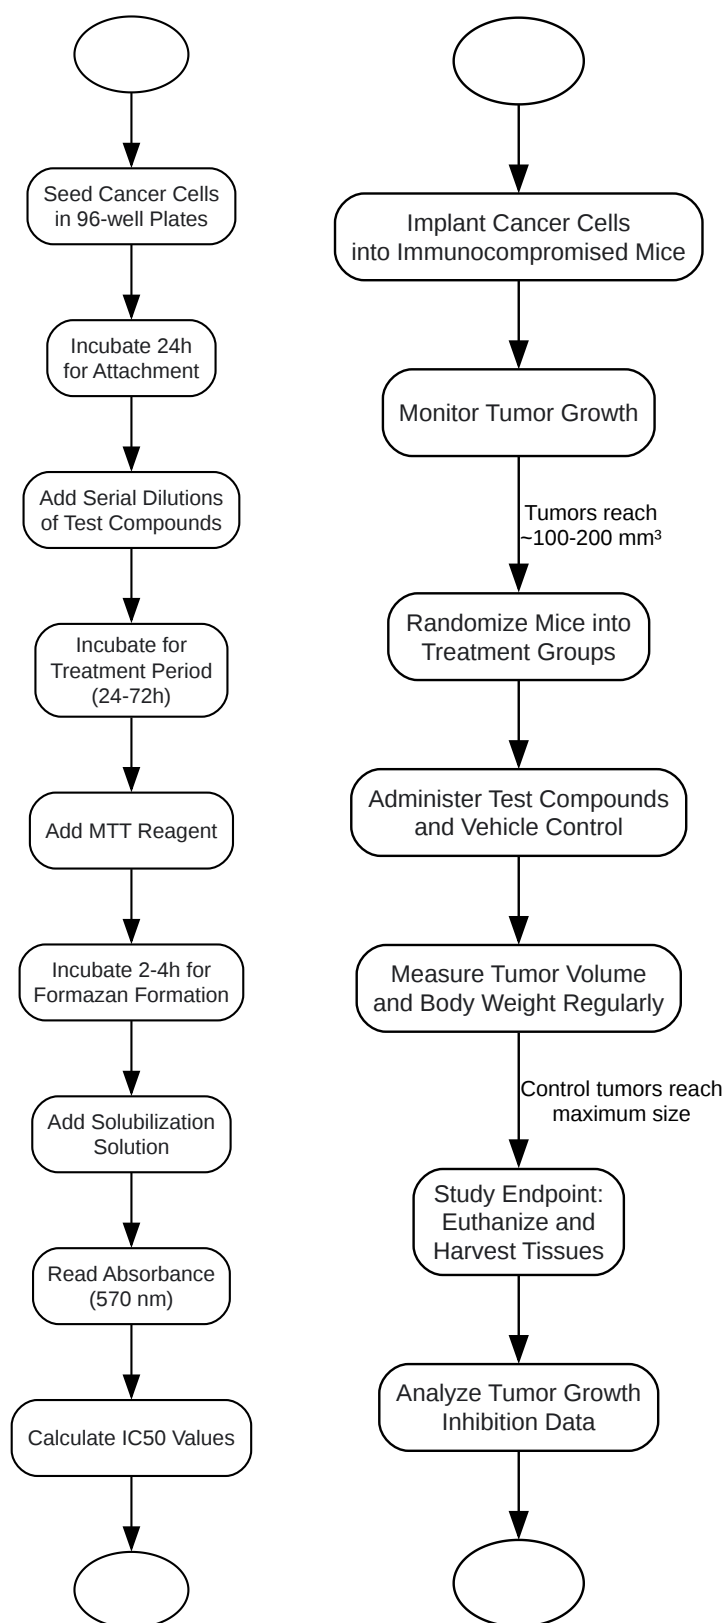 Seed Cancer Cells
in 96-well Plates
Incubate 24h
for Attachment
Add Serial Dilutions
of Test Compounds
Incubate for
Treatment Period
(24-72h)
Add MTT Reagent
Incubate 2-4h for
Formazan Formation
Add Solubilization
Solution
Read Absorbance
(570 nm)
Calculate IC50 Values
Implant Cancer Cells
into Immunocompromised Mice
Monitor Tumor Growth
Tumors reach
~100-200 mm³
Randomize Mice into
Treatment Groups
Administer Test Compounds
and Vehicle Control
Measure Tumor Volume
and Body Weight Regularly
Control tumors reach
maximum size
Study Endpoint:
Euthanize and
Harvest Tissues
Analyze Tumor Growth
Inhibition Data